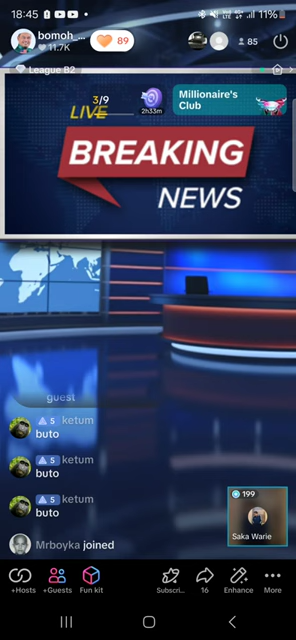 18:45
11%
bomoh_...
11.7K
89
85
League B2
3/9
LIVE
2h33m
Millionaire's
Club
BREAKING
NEWS
guest
5 ketum
buto
5 ketum
buto
5 ketum
buto
199
Saka Warie
Mrboyka joined
+Hosts
+Guests
Fun kit
Subscri...
16
Enhance
More